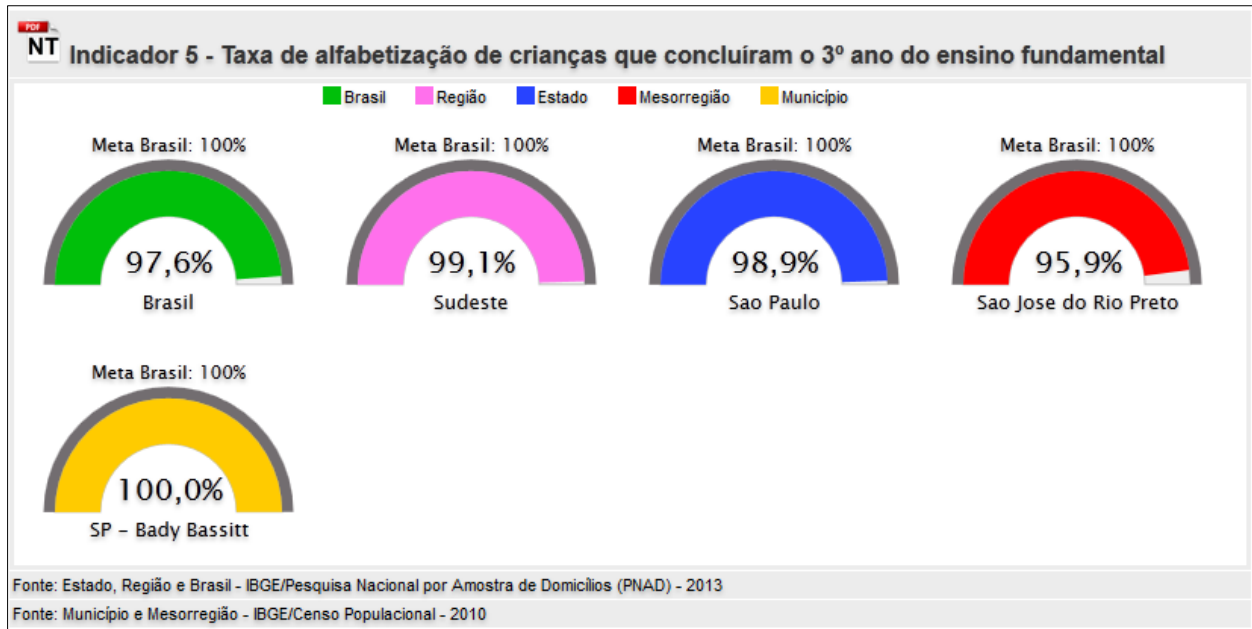 PDF
NT
Indicador 5 - Taxa de alfabetização de crianças que concluíram o 3º ano do ensino fundamental
Brasil Região Estado Mesorregião Município
Meta Brasil: 100% Meta Brasil: 100% Meta Brasil: 100% Meta Brasil: 100%
97,6% 99,1% 98,9% 95,9%
Brasil Sudeste Sao Paulo Sao Jose do Rio Preto
Meta Brasil: 100%
100,0%
SP – Bady Bassitt
Fonte: Estado, Região e Brasil - IBGE/Pesquisa Nacional por Amostra de Domicílios (PNAD) - 2013
Fonte: Município e Mesorregião - IBGE/Censo Populacional - 2010